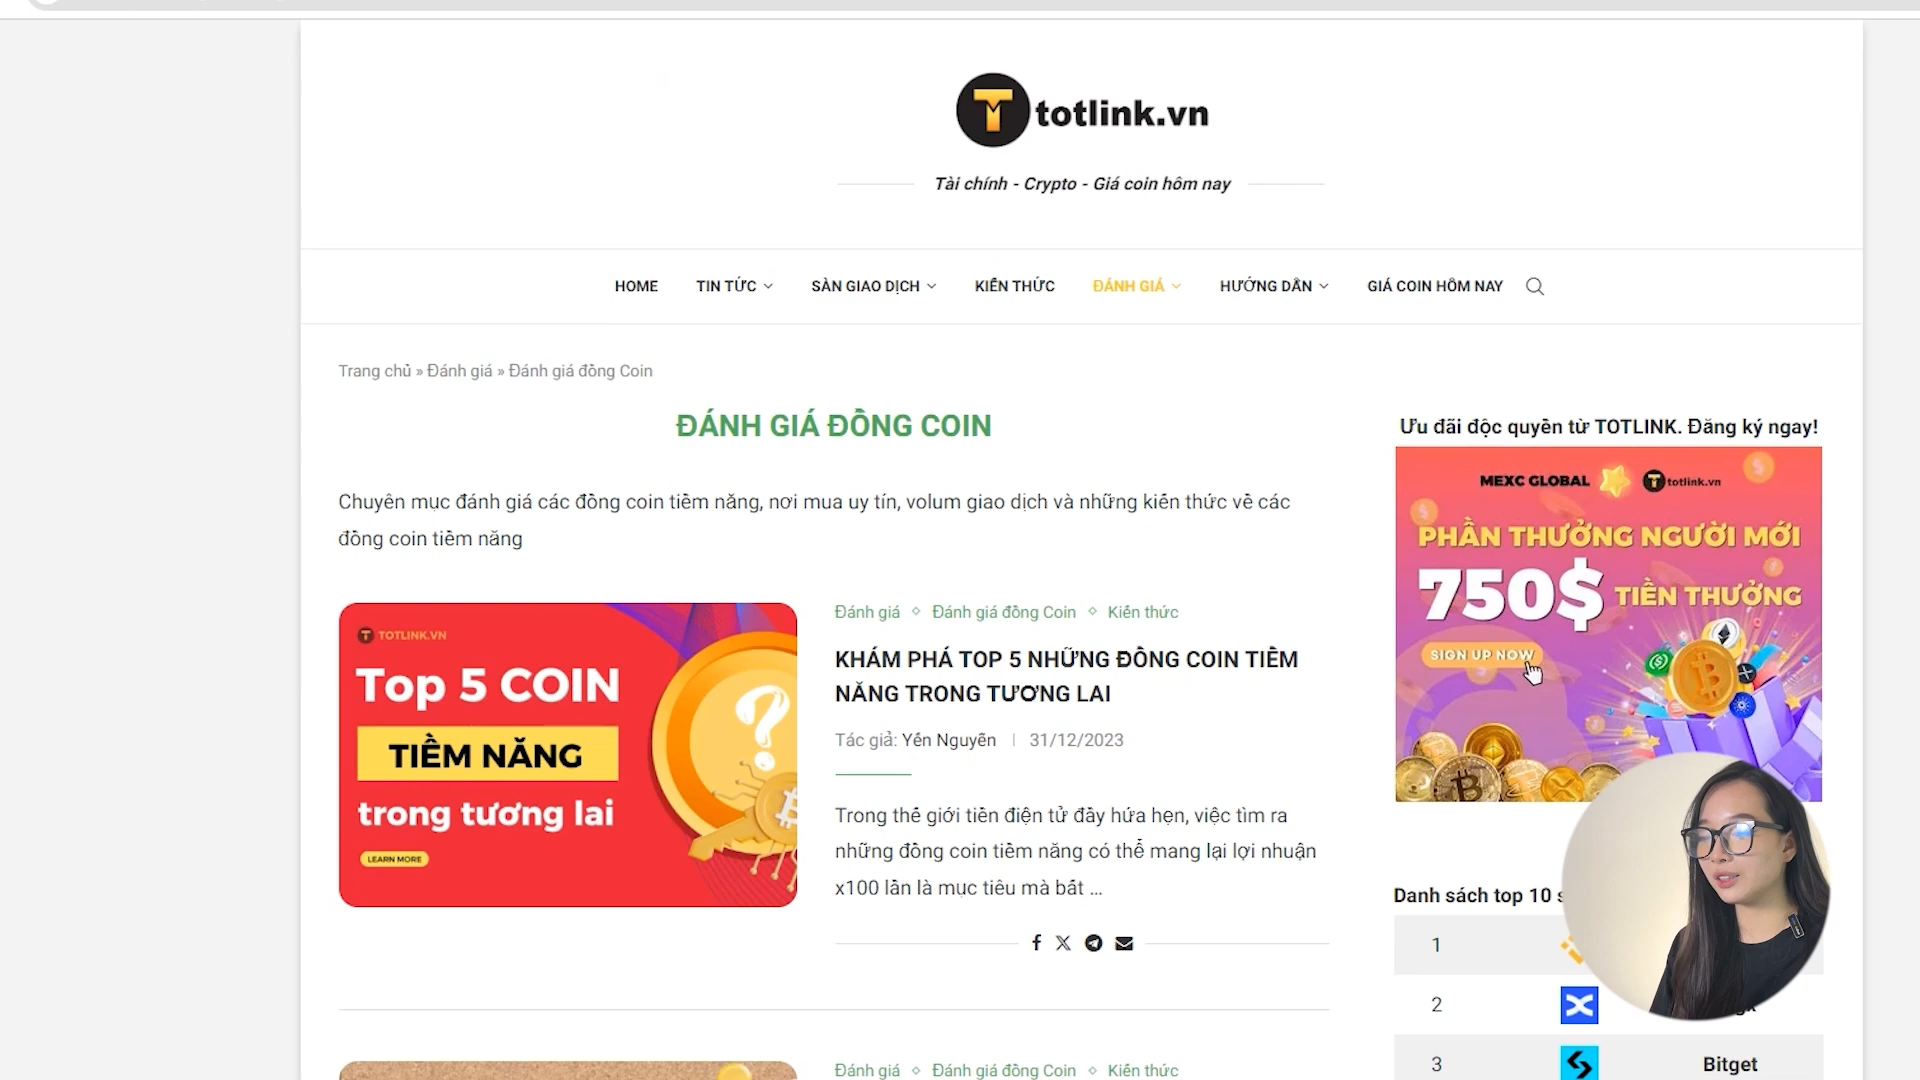 totlink.vn
Tài chính - Crypto - Giá coin hôm nay
HOME TIN TỨC SÀN GIAO DỊCH KIẾN THỨC ĐÁNH GIÁ HƯỚNG DẪN GIÁ COIN HÔM NAY
Trang chủ » Đánh giá » Đánh giá đồng Coin
ĐÁNH GIÁ ĐỒNG COIN
Chuyên mục đánh giá các đồng coin tiềm năng, nơi mua uy tín, volum giao dịch và những kiến thức về các
đồng coin tiềm năng
TOTLINK.VN
Top 5 COIN
TIỀM NĂNG
trong tương lai
LEARN MORE
Đánh giá ◇ Đánh giá đồng Coin ◇ Kiến thức
KHÁM PHÁ TOP 5 NHỮNG ĐỒNG COIN TIỀM
NĂNG TRONG TƯƠNG LAI
Tác giả: Yến Nguyễn | 31/12/2023
Trong thế giới tiền điện tử đầy hứa hẹn, việc tìm ra
những đồng coin tiềm năng có thể mang lại lợi nhuận
x100 lần là mục tiêu mà bất ...
Đánh giá ◇ Đánh giá đồng Coin ◇ Kiến thức
Ưu đãi độc quyền từ TOTLINK. Đăng ký ngay!
MEXC GLOBAL totlink.vn
PHẦN THƯỞNG NGƯỜI MỚI
750$ TIỀN THƯỞNG
SIGN UP NOW
Danh sách top 10
1
2
3 Bitget